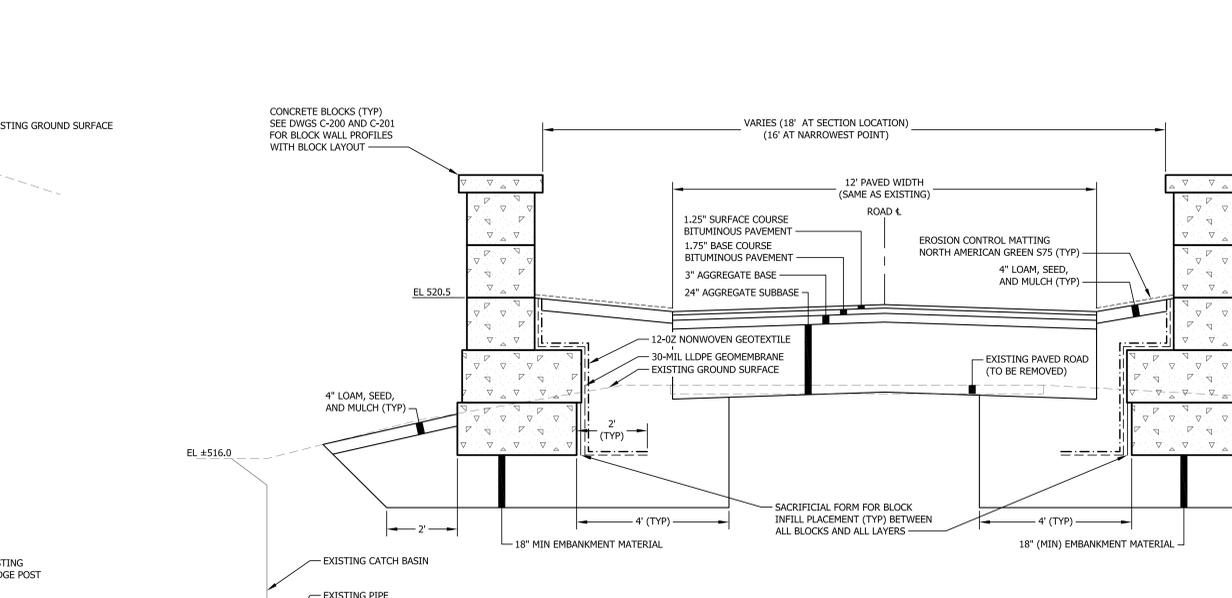 STING GROUND SURFACE
CONCRETE BLOCKS (TYP)
SEE DWGS C-200 AND C-201
FOR BLOCK WALL PROFILES
WITH BLOCK LAYOUT
VARIES (18' AT SECTION LOCATION)
(16' AT NARROWEST POINT)
12' PAVED WIDTH
(SAME AS EXISTING)
ROAD ℄
1.25" SURFACE COURSE
BITUMINOUS PAVEMENT
1.75" BASE COURSE
BITUMINOUS PAVEMENT
3" AGGREGATE BASE
24" AGGREGATE SUBBASE
EROSION CONTROL MATTING
NORTH AMERICAN GREEN S75 (TYP)
4" LOAM, SEED,
AND MULCH (TYP)
EL 520.5
12-OZ NONWOVEN GEOTEXTILE
30-MIL LLDPE GEOMEMBRANE
EXISTING GROUND SURFACE
EXISTING PAVED ROAD
(TO BE REMOVED)
4" LOAM, SEED,
AND MULCH (TYP)
2'
(TYP)
EL ±516.0
SACRIFICIAL FORM FOR BLOCK
INFILL PLACEMENT (TYP) BETWEEN
ALL BLOCKS AND ALL LAYERS
2'
4' (TYP)
4' (TYP)
18" MIN EMBANKMENT MATERIAL
18" (MIN) EMBANKMENT MATERIAL
STING
DGE POST
EXISTING CATCH BASIN
EXISTING PIPE